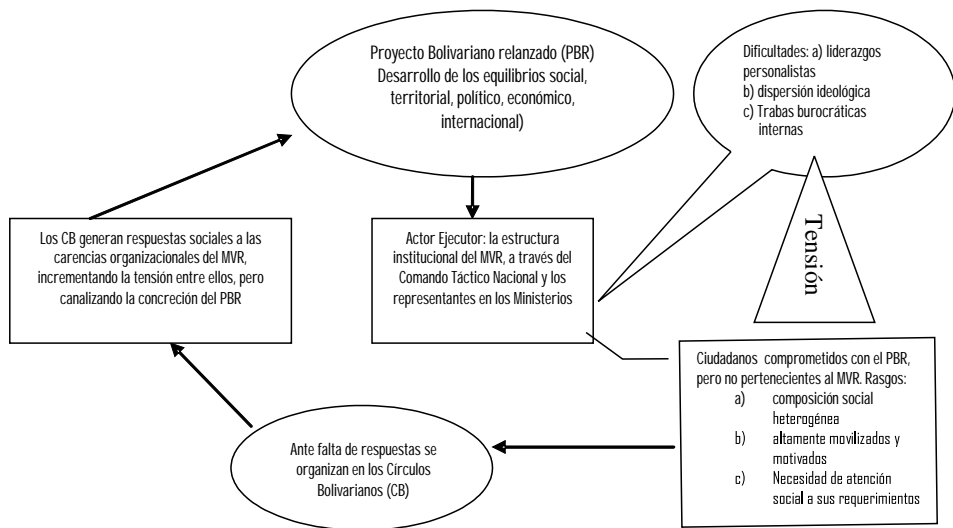 Proyecto Bolivariano relanzado (PBR)
Desarrollo de los equilibrios social,
territorial, político, económico,
internacional)
Dificultades: a) liderazgos
personalistas
b) dispersión ideológica
c) Trabas burocráticas
internas
Tensión
Los CB generan respuestas sociales a las
carencias organizacionales del MVR,
incrementando la tensión entre ellos, pero
canalizando la concreción del PBR
Actor Ejecutor: la estructura
institucional del MVR, a través del
Comando Táctico Nacional y los
representantes en los Ministerios
Ciudadanos comprometidos con el PBR,
pero no pertenecientes al MVR. Rasgos:
a) composición social
heterogénea
b) altamente movilizados y
motivados
c) Necesidad de atención
social a sus requerimientos
Ante falta de respuestas se
organizan en los Círculos
Bolivarianos (CB)